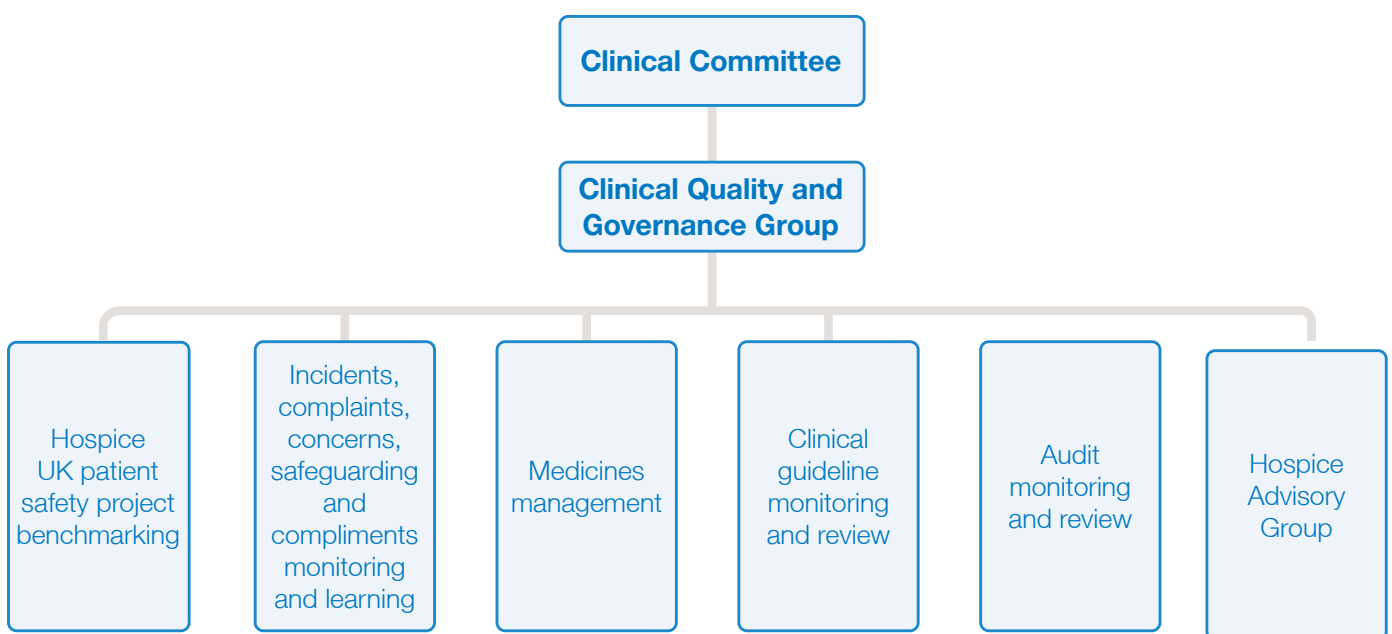 Clinical Committee
Clinical Quality and
Governance Group
Hospice
UK patient
safety project
benchmarking
Incidents,
complaints,
concerns,
safeguarding
and
compliments
monitoring
and learning
Medicines
management
Clinical
guideline
monitoring
and review
Audit
monitoring
and review
Hospice
Advisory
Group